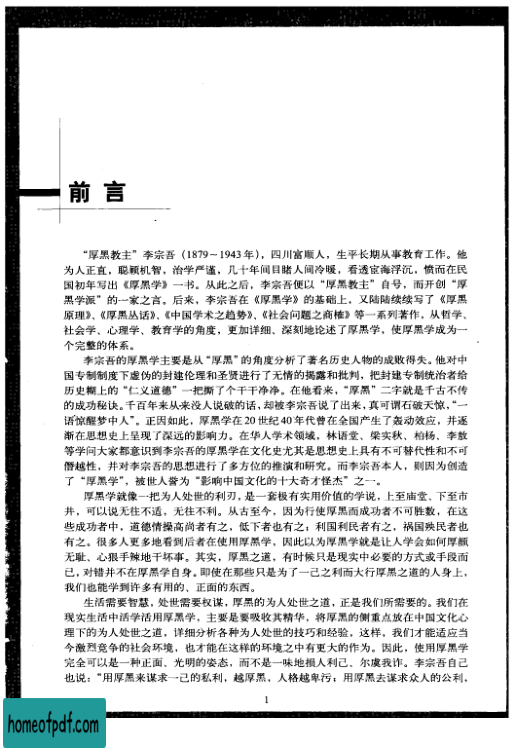 前言
“厚黑教主”李宗吾（1879～1943年），四川富顺人，生平长期从事教育工作。他
为人正直，聪颖机智，治学严谨，几十年间目睹人间冷暖，看透宦海浮沉，愤而在民
国初年写出《厚黑学》一书。从此之后，李宗吾便以“厚黑教主”自号，而开创“厚
黑学派”的一家之言。后来，李宗吾在《厚黑学》的基础上，又陆陆续续写了《厚黑
原理》、《厚黑丛话》、《中国学术之趋势》、《社会问题之商榷》等一系列著作，从哲学、
社会学、心理学、教育学的角度，更加详细、深刻地论述了厚黑学，使厚黑学成为一
个完整的体系。
李宗吾的厚黑学主要是从“厚黑”的角度分析了著名历史人物的成败得失。他对中
国专制制度下虚伪的封建伦理和圣贤进行了无情的揭露和批判，把封建专制统治者给
历史糊上的“仁义道德”一把撕了个干干净净。在他看来，“厚黑”二字就是千古不传
的成功秘诀。千百年来从来没人说破的话，却被李宗吾说了出来，真可谓石破天惊，“一
语惊醒梦中人”。正因如此，厚黑学在20世纪40年代曾在全国产生了轰动效应，并逐
渐在思想史上呈现了深远的影响力。在华人学术领域，林语堂、梁实秋、柏杨、李敖
等学问大家都意识到李宗吾的厚黑学在文化史尤其是思想史上具有不可替代性和不可
僭越性，并对李宗吾的思想进行了多方位的推演和研究。而李宗吾本人，则因为创造
了“厚黑学”，被世人誉为“影响中国文化的十大奇才怪杰”之一。
厚黑学就像一把为人处世的利刃，是一套极有实用价值的学说，上至庙堂、下至市
井，可以说无往不适，无往不利。从古至今，因为行使厚黑而成功者不可胜数，在这
些成功者中，道德情操高尚者有之，低下者也有之；利国利民者有之，祸国殃民者也
有之。很多人更多地看到后者在使用厚黑学，因此以为厚黑学就是让人学会如何厚颜
无耻、心狠手辣地干坏事。其实，厚黑之道，有时候只是现实中必要的方式或手段而
已，对错并不在厚黑学自身。即使在那些只是为了一己之利而大行厚黑之道的人身上，
我们也能学到许多有用的、正面的东西。
生活需要智慧，处世需要权谋，厚黑的为人处世之道，正是我们所需要的。我们在
现实生活中活学活用厚黑学，主要是要吸收其精华，将厚黑的侧重点放在中国文化心
理下的为人处世之道，详细分析各种为人处世的技巧和经验，这样，我们才能适应当
今激烈竞争的社会环境，也才能在这样的环境之中有更大的作为。因此，使用厚黑学
完全可以是一种正面、光明的姿态，而不是一味地损人利己、尔虞我诈。李宗吾自己
也说：“用厚黑来谋求一己的私利，越厚黑，人格越卑污；用厚黑去谋求众人的公利，
1
homeofpdf.com